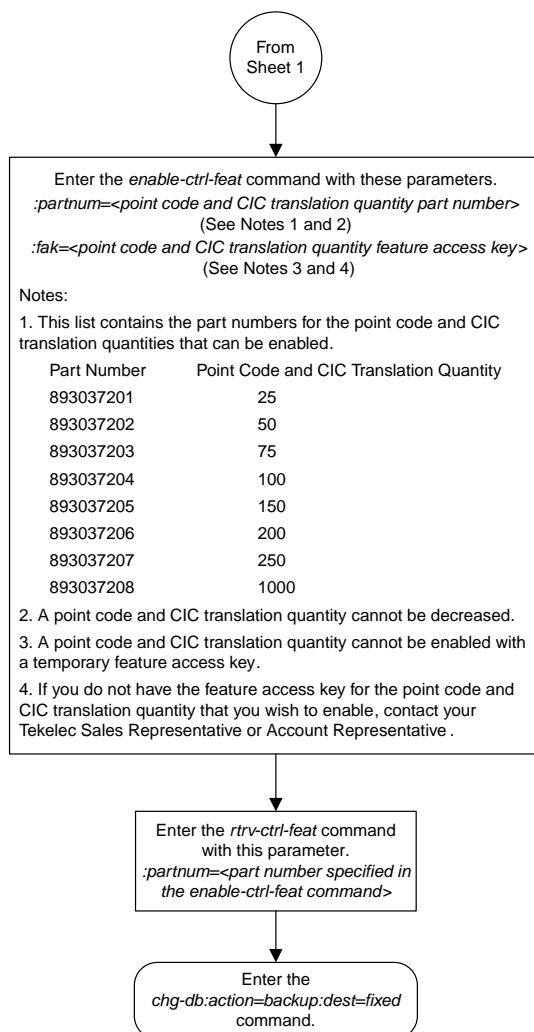 From
Sheet 1
Enter the enable-ctrl-feat command with these parameters.
:partnum=<point code and CIC translation quantity part number>
(See Notes 1 and 2)
:fak=<point code and CIC translation quantity feature access key>
(See Notes 3 and 4)
Notes:
1. This list contains the part numbers for the point code and CIC
translation quantities that can be enabled.
Part Number Point Code and CIC Translation Quantity
893037201 25
893037202 50
893037203 75
893037204 100
893037205 150
893037206 200
893037207 250
893037208 1000
2. A point code and CIC translation quantity cannot be decreased.
3. A point code and CIC translation quantity cannot be enabled with
a temporary feature access key.
4. If you do not have the feature access key for the point code and
CIC translation quantity that you wish to enable, contact your
Tekelec Sales Representative or Account Representative .
Enter the rtrv-ctrl-feat command
with this parameter.
:partnum=<part number specified in
the enable-ctrl-feat command>
Enter the
chg-db:action=backup:dest=fixed
command.